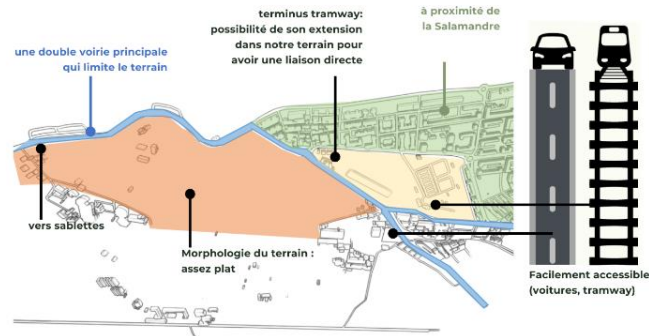 une double voirie principale
qui limite le terrain
terminus tramway:
possibilité de son extension
dans notre terrain pour
avoir une liaison directe
à proximité de
la Salamandre
vers sablettes
Morphologie du terrain :
assez plat
Facilement accessible
(voitures, tramway)